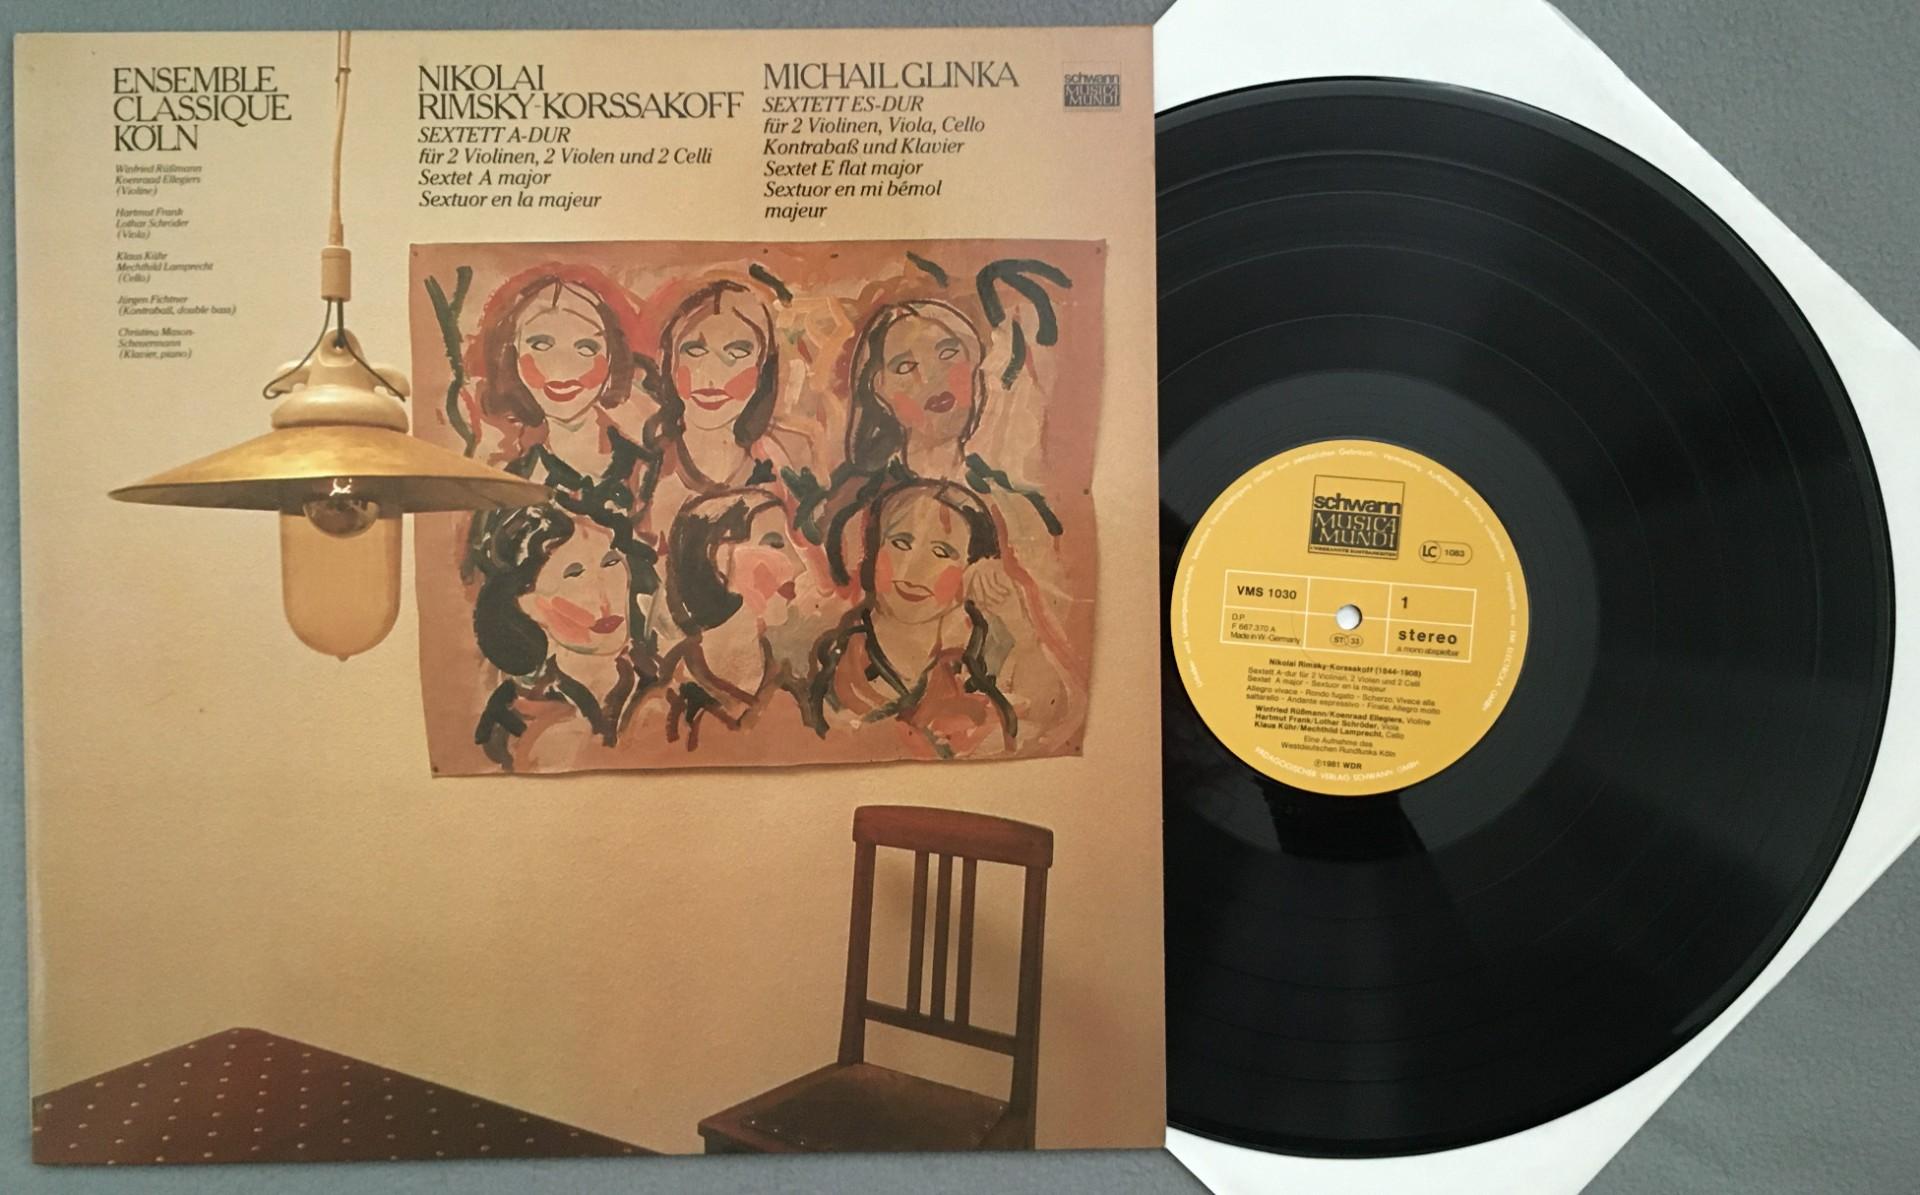 ENSEMBLE
CLASSIQUE
KÖLN
Winfried Rüßmann
Koenraad Ellegiers
(Violine)
Hartmut Frank
Lothar Schröder
(Viola)
Klaus Kühr
Mechthild Lamprecht
(Cello)
Jürgen Fichtner
(Kontrabaß, double bass)
Christina Mason-
Scheuermann
(Klavier, piano)
NIKOLAI
RIMSKY-KORSSAKOFF
SEXTETT A-DUR
für 2 Violinen, 2 Violen und 2 Celli
Sextet A major
Sextuor en la majeur
MICHAIL GLINKA
SEXTETT ES-DUR
für 2 Violinen, Viola, Cello
Kontrabaß und Klavier
Sextet E flat major
Sextuor en mi bémol
majeur
schwann
MUSICA
MUNDI
schwann
MUSICA
MUNDI
LC 1083
VMS 1030
1
D.P.
F 667.370 A
Made in W.-Germany
ST 33
stereo
a. mono abspielbar
Nikolai Rimsky-Korssakoff (1844-1908)
Sextett A-dur für 2 Violinen, 2 Violen und 2 Celli
Sextet A major - Sextuor en la majeur
Allegro vivace - Rondo fugato - Scherzo. Vivace alla
saltarello - Andante espressivo - Finale. Allegro molto
Winfried Rüßmann/Koenraad Ellegiers, Violine
Hartmut Frank/Lothar Schröder, Viola
Klaus Kühr/Mechthild Lamprecht, Cello
Eine Aufnahme des
Westdeutschen Rundfunks Köln
℗1981 WDR
PÄDAGOGISCHER VERLAG SCHWANN GMBH